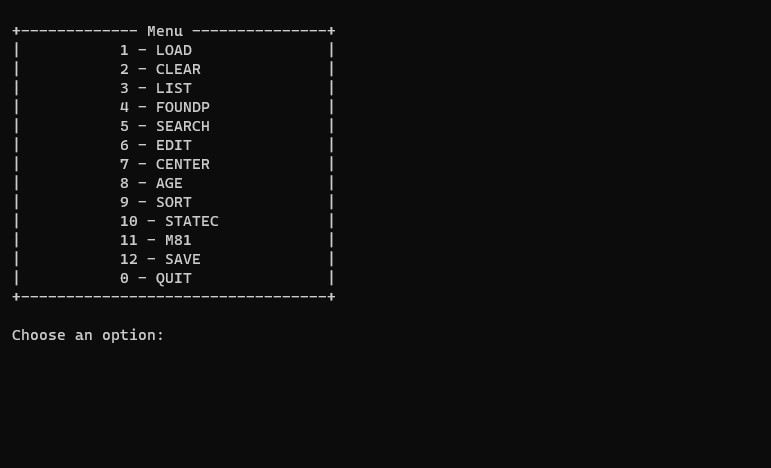 +------------- Menu ---------------+
|           1 - LOAD               |
|           2 - CLEAR              |
|           3 - LIST               |
|           4 - FOUNDP             |
|           5 - SEARCH             |
|           6 - EDIT               |
|           7 - CENTER             |
|           8 - AGE                |
|           9 - SORT               |
|           10 - STATEC            |
|           11 - M81               |
|           12 - SAVE              |
|           0 - QUIT               |
+----------------------------------+
Choose an option: